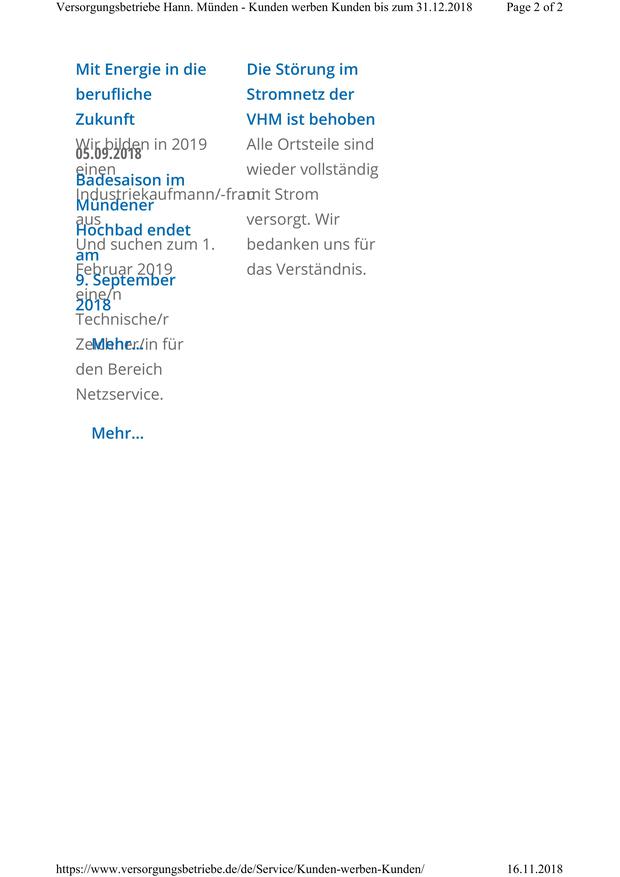 Versorgungsbetriebe Hann. Münden - Kunden werben Kunden bis zum 31.12.2018 Page 2 of 2
Mit Energie in die
berufliche
Zukunft
Wir bilden in 2019
einen
Industriekaufmann/-frau
aus
Und suchen zum 1.
Februar 2019
eine/n
Technische/r
Zeichner/in für
den Bereich
Netzservice.
Mehr...
05.09.2018
Badesaison im
Mündener
Hochbad endet
am
9. September
2018
Mehr...
Die Störung im
Stromnetz der
VHM ist behoben
Alle Ortsteile sind
wieder vollständig
mit Strom
versorgt. Wir
bedanken uns für
das Verständnis.
https://www.versorgungsbetriebe.de/de/Service/Kunden-werben-Kunden/ 16.11.2018